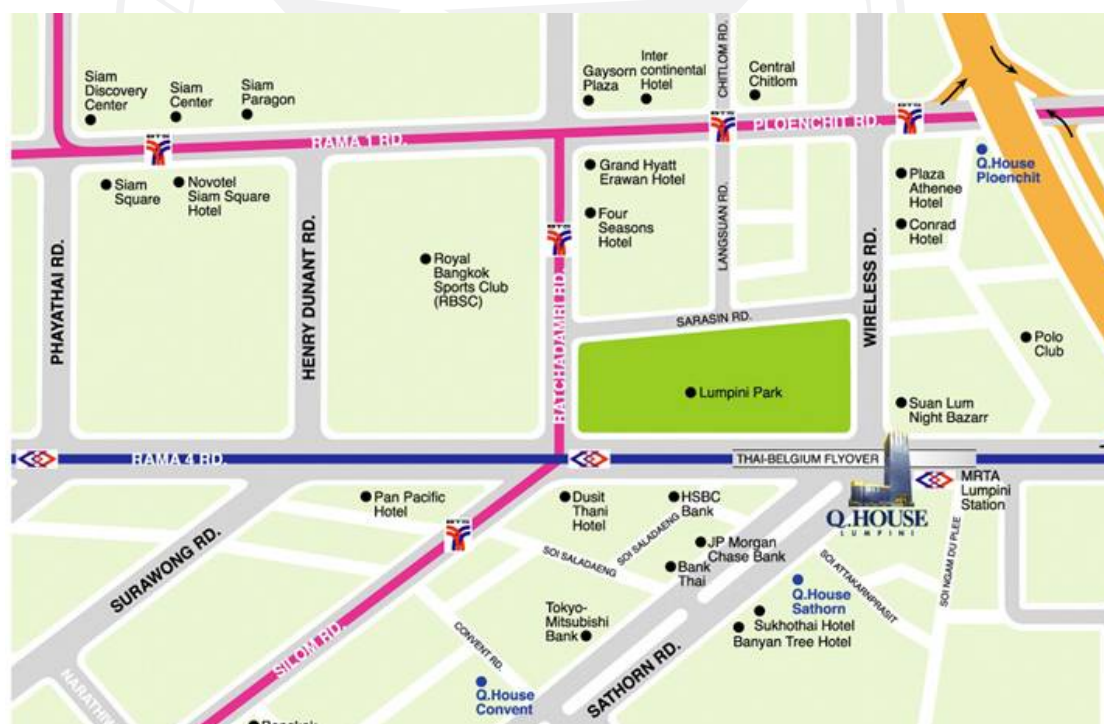 Siam
Discovery
Center
Siam
Center
Siam
Paragon
Gaysorn
Plaza
Inter
continental
Hotel
CHITLOM RD.
Central
Chitlom
BTS
RAMA 1 RD.
BTS
PLOENCHIT RD.
BTS
Q.House
Ploenchit
Siam
Square
Novotel
Siam Square
Hotel
Grand Hyatt
Erawan Hotel
Four
Seasons
Hotel
LANGSUAN RD.
Plaza
Athenee
Hotel
Conrad
Hotel
PHAYATHAI RD.
HENRY DUNANT RD.
Royal
Bangkok
Sports Club
(RBSC)
BTS
RATCHADAMRI RD.
SARASIN RD.
WIRELESS RD.
Polo
Club
Lumpini Park
Suan Lum
Night Bazarr
RAMA 4 RD.
THAI-BELGIUM FLYOVER
MRTA
Lumpini
Station
Q.HOUSE
LUMPINI
Pan Pacific
Hotel
BTS
Dusit
Thani
Hotel
HSBC
Bank
SOI SALADAENG
SOI SALADAENG
JP Morgan
Chase Bank
Bank
Thai
SURAWONG RD.
SOI ATTAKARNPRASIT
SOI NGAM DU PLEE
Q.House
Sathorn
Sukhothai Hotel
Banyan Tree Hotel
Tokyo-
Mitsubishi
Bank
CONVENT RD.
SILOM RD.
SATHORN RD.
Q.House
Convent